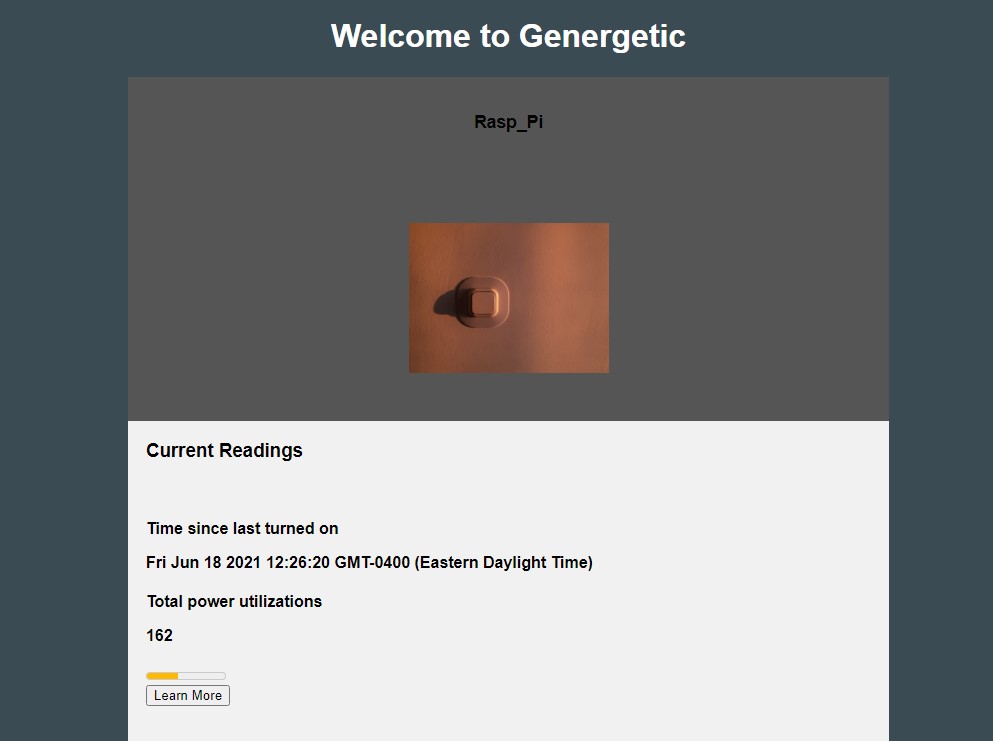 Welcome to Genergetic
Rasp_Pi
Current Readings
Time since last turned on
Fri Jun 18 2021 12:26:20 GMT-0400 (Eastern Daylight Time)
Total power utilizations
162
Learn More